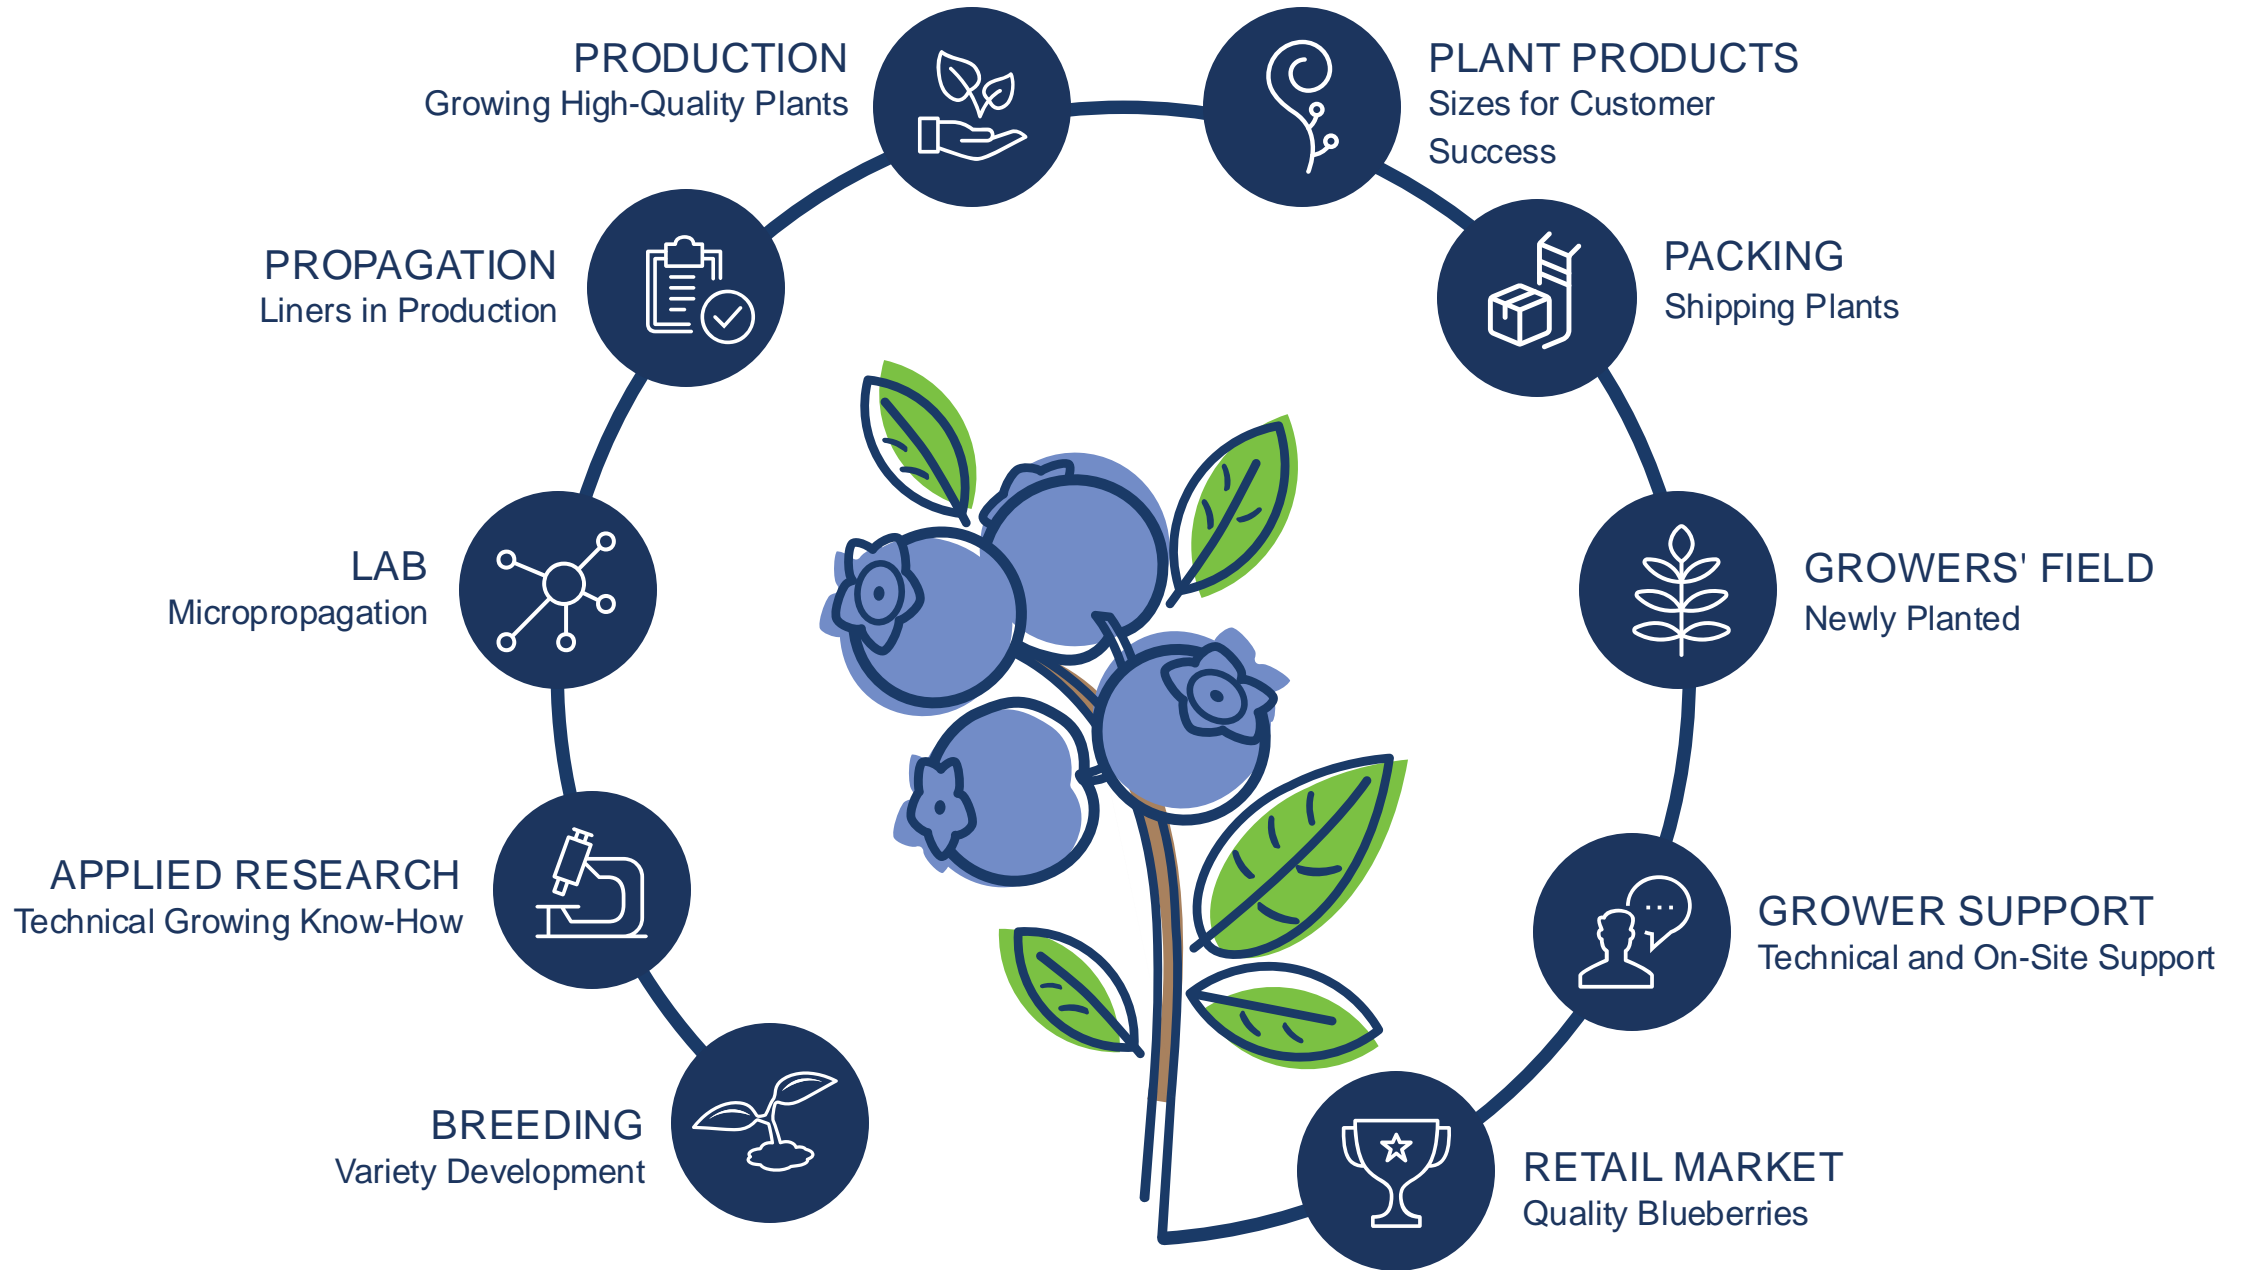 PRODUCTION
Growing High-Quality Plants
PLANT PRODUCTS
Sizes for Customer
Success
PROPAGATION
Liners in Production
PACKING
Shipping Plants
LAB
Micropropagation
GROWERS' FIELD
Newly Planted
APPLIED RESEARCH
Technical Growing Know-How
GROWER SUPPORT
Technical and On-Site Support
BREEDING
Variety Development
RETAIL MARKET
Quality Blueberries